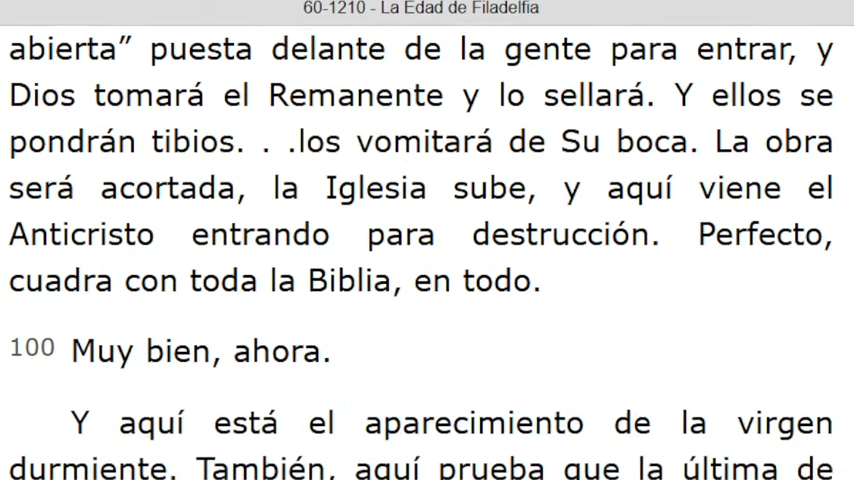 60-1210 - La Edad de Filadelfia
abierta” puesta delante de la gente para entrar, y
Dios tomará el Remanente y lo sellará. Y ellos se
pondrán tibios. . .los vomitará de Su boca. La obra
será acortada, la Iglesia sube, y aquí viene el
Anticristo entrando para destrucción. Perfecto,
cuadra con toda la Biblia, en todo.
100 Muy bien, ahora.
Y aquí está el aparecimiento de la virgen
durmiente. También, aquí prueba que la última de